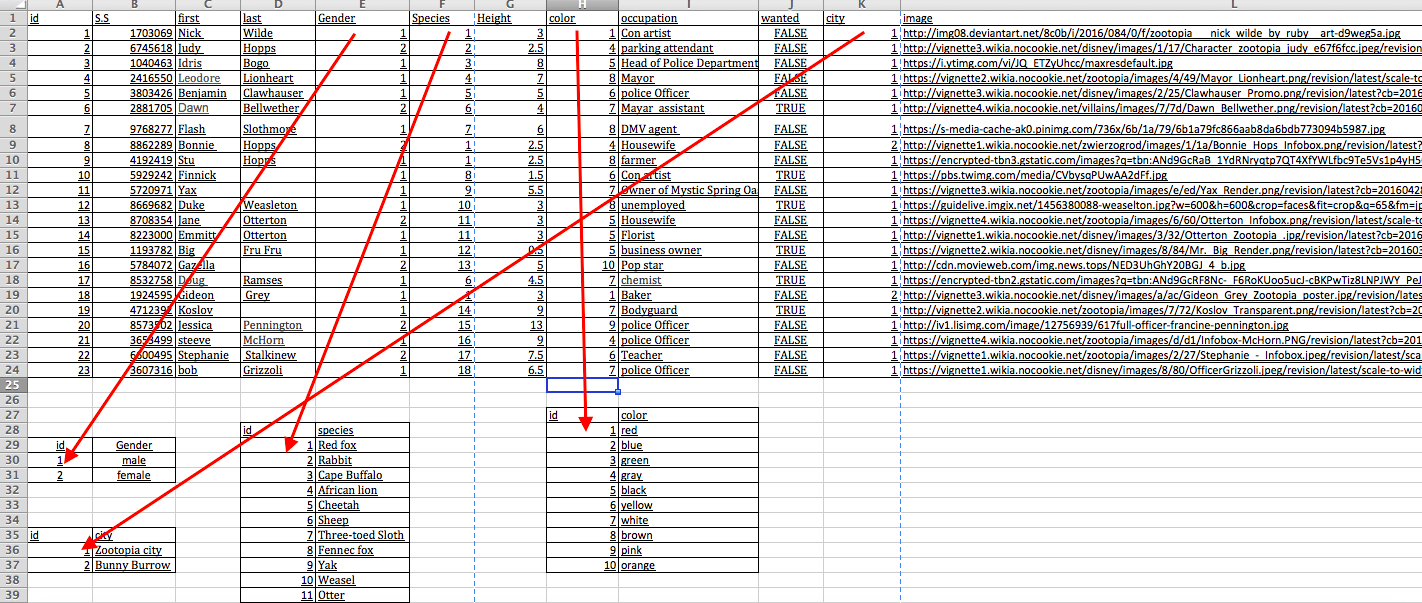 A B C D E F G H I J K L
1 id S.S first last Gender Species Height color occupation wanted city image
2 1 1703069 Nick Wilde 1 1 3 1 Con artist FALSE 1 http://img08.deviantart.net/8c0b/i/2016/084/0/f/zootopia___nick_wilde_by_ruby__art-d9weg5a.jpg
3 2 6745618 Judy Hopps 2 2 2.5 4 parking attendant FALSE 1 http://vignette3.wikia.nocookie.net/disney/images/1/17/Character_zootopia_judy_e67f6fcc.jpeg/revision
4 3 1040463 Idris Bogo 1 3 8 5 Head of Police Department FALSE 1 https://i.ytimg.com/vi/JQ_ETZyUhcc/maxresdefault.jpg
5 4 2416550 Leodore Lionheart 1 4 7 8 Mayor FALSE 1 https://vignette2.wikia.nocookie.net/zootopia/images/4/49/Mayor_Lionheart.png/revision/latest/scale-to
6 5 3803426 Benjamin Clawhauser 1 5 5 6 police Officer FALSE 1 https://vignette3.wikia.nocookie.net/disney/images/2/25/Clawhauser_Promo.png/revision/latest?cb=2016
7 6 2881705 Dawn Bellwether 2 6 4 7 Mayar assistant TRUE 1 https://vignette4.wikia.nocookie.net/villains/images/7/7d/Dawn_Bellwether.png/revision/latest?cb=2016
8 7 9768277 Flash Slothmore 1 7 6 8 DMV agent FALSE 1 https://s-media-cache-ak0.pinimg.com/736x/6b/1a/79/6b1a79fc866aab8da6bdb773094b5987.jpg
9 8 8862289 Bonnie Hopps 2 1 2.5 4 Housewife FALSE 2 https://vignette1.wikia.nocookie.net/zwierzogrod/images/1/1a/Bonnie_Hops_Infobox.png/revision/latest?
10 9 4192419 Stu Hopps 1 1 2.5 8 farmer FALSE 1 https://encrypted-tbn3.gstatic.com/images?q=tbn:ANd9GcRaB_1YdRNryqtp7QT4XfYWLfbc9Te5Vs1p4yH5
11 10 5929242 Finnick 1 8 1.5 6 Con artist TRUE 1 https://pbs.twimg.com/media/CVbysqPUwAA2dFf.jpg
12 11 5720971 Yax 1 9 5.5 7 Owner of Mystic Spring Oa FALSE 1 https://vignette3.wikia.nocookie.net/zootopia/images/e/ed/Yax_Render.png/revision/latest?cb=20160428
13 12 8669682 Duke Weasleton 1 10 3 8 unemployed TRUE 1 https://guidelive.imgix.net/1456380088-weaselton.jpg?w=600&h=600&crop=faces&fit=crop&q=65&fm=jp
14 13 8708354 Jane Otterton 2 11 3 5 Housewife FALSE 1 https://vignette4.wikia.nocookie.net/zootopia/images/6/60/Otterton_Infobox.png/revision/latest/scale-to
15 14 8223000 Emmitt Otterton 1 11 3 5 Florist FALSE 1 https://vignette1.wikia.nocookie.net/disney/images/3/32/Otterton_Zootopia_.jpg/revision/latest?cb=2016
16 15 1193782 Big Fru Fru 1 12 0.5 5 business owner TRUE 1 https://vignette2.wikia.nocookie.net/disney/images/8/84/Mr._Big_Render.png/revision/latest?cb=201603
17 16 5784072 Gazella 2 13 5 10 Pop star FALSE 1 http://cdn.movieweb.com/img.news.tops/NED3UhGhY20BGJ_4_b.jpg
18 17 8532758 Doug Ramses 1 6 4.5 7 chemist TRUE 1 https://encrypted-tbn2.gstatic.com/images?q=tbn:ANd9GcRF8Nc-_F6RoKUoo5ucJ-cBKPwTiz8LNPJWY_PeJ
19 18 1924595 Gideon Grey 1 1 3 1 Baker FALSE 2 http://vignette3.wikia.nocookie.net/disney/images/a/ac/Gideon_Grey_Zootopia_poster.jpg/revision/latest
20 19 4712392 Koslov 1 14 9 7 Bodyguard TRUE 1 http://vignette2.wikia.nocookie.net/zootopia/images/7/72/Koslov_Transparent.png/revision/latest?cb=20
21 20 8573502 Jessica Pennington 2 15 13 9 police Officer FALSE 1 http://iv1.lisimg.com/image/12756939/617full-officer-francine-pennington.jpg
22 21 3653499 steeve McHorn 1 16 9 4 police Officer FALSE 1 https://vignette4.wikia.nocookie.net/zootopia/images/d/d1/Infobox-McHorn.PNG/revision/latest?cb=201
23 22 6600495 Stephanie Stalkinew 2 17 7.5 6 Teacher FALSE 1 https://vignette1.wikia.nocookie.net/zootopia/images/2/27/Stephanie_-_Infobox.jpeg/revision/latest/sca
24 23 3607316 bob Grizzoli 1 18 6.5 7 police Officer FALSE 1 https://vignette1.wikia.nocookie.net/disney/images/8/80/OfficerGrizzoli.jpeg/revision/latest/scale-to-wid
25
26
27 id color
28 id species 1 red
29 id Gender 1 Red fox 2 blue
30 1 male 2 Rabbit 3 green
31 2 female 3 Cape Buffalo 4 gray
32 4 African lion 5 black
33 5 Cheetah 6 yellow
34 6 Sheep 7 white
35 id city 7 Three-toed Sloth 8 brown
36 1 Zootopia city 8 Fennec fox 9 pink
37 2 Bunny Burrow 9 Yak 10 orange
38 10 Weasel
39 11 Otter